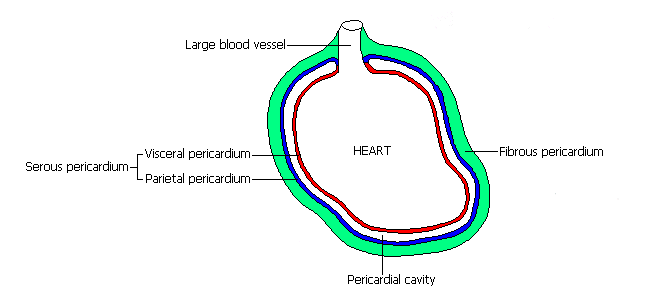 Large blood vessel
HEART
Fibrous pericardium
Visceral pericardium
Serous pericardium
Parietal pericardium
Pericardial cavity